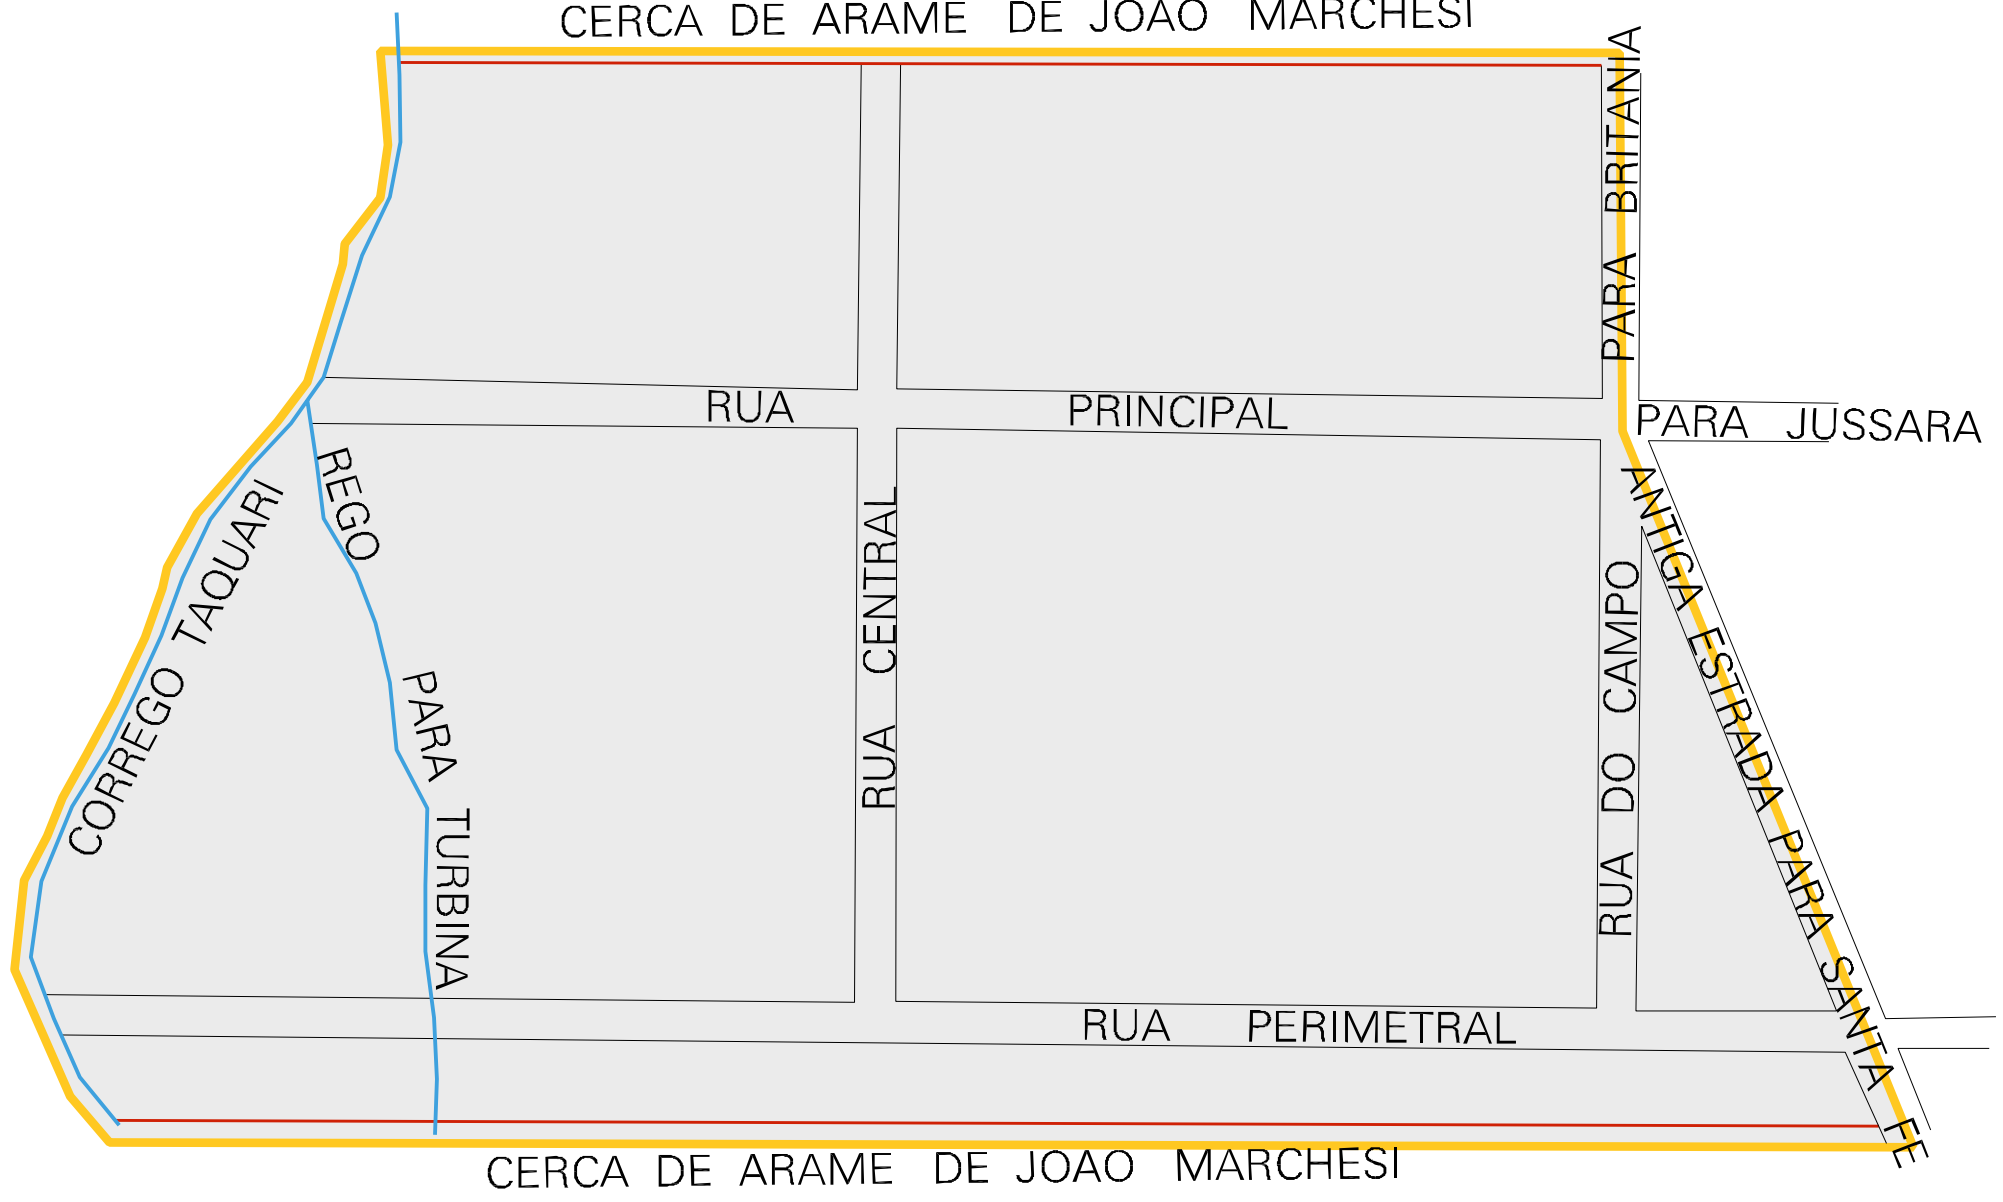 CERCA DE ARAME DE JOAO MARCHESI
PARA BRITANIA
RUA PRINCIPAL
PARA JUSSARA
REGO PARA TURBINA
CORREGO TAQUARI
RUA CENTRAL
RUA DO CAMPO
ANTIGA ESTRADA PARA SANTA FE
RUA PERIMETRAL
CERCA DE ARAME DE JOAO MARCHESI